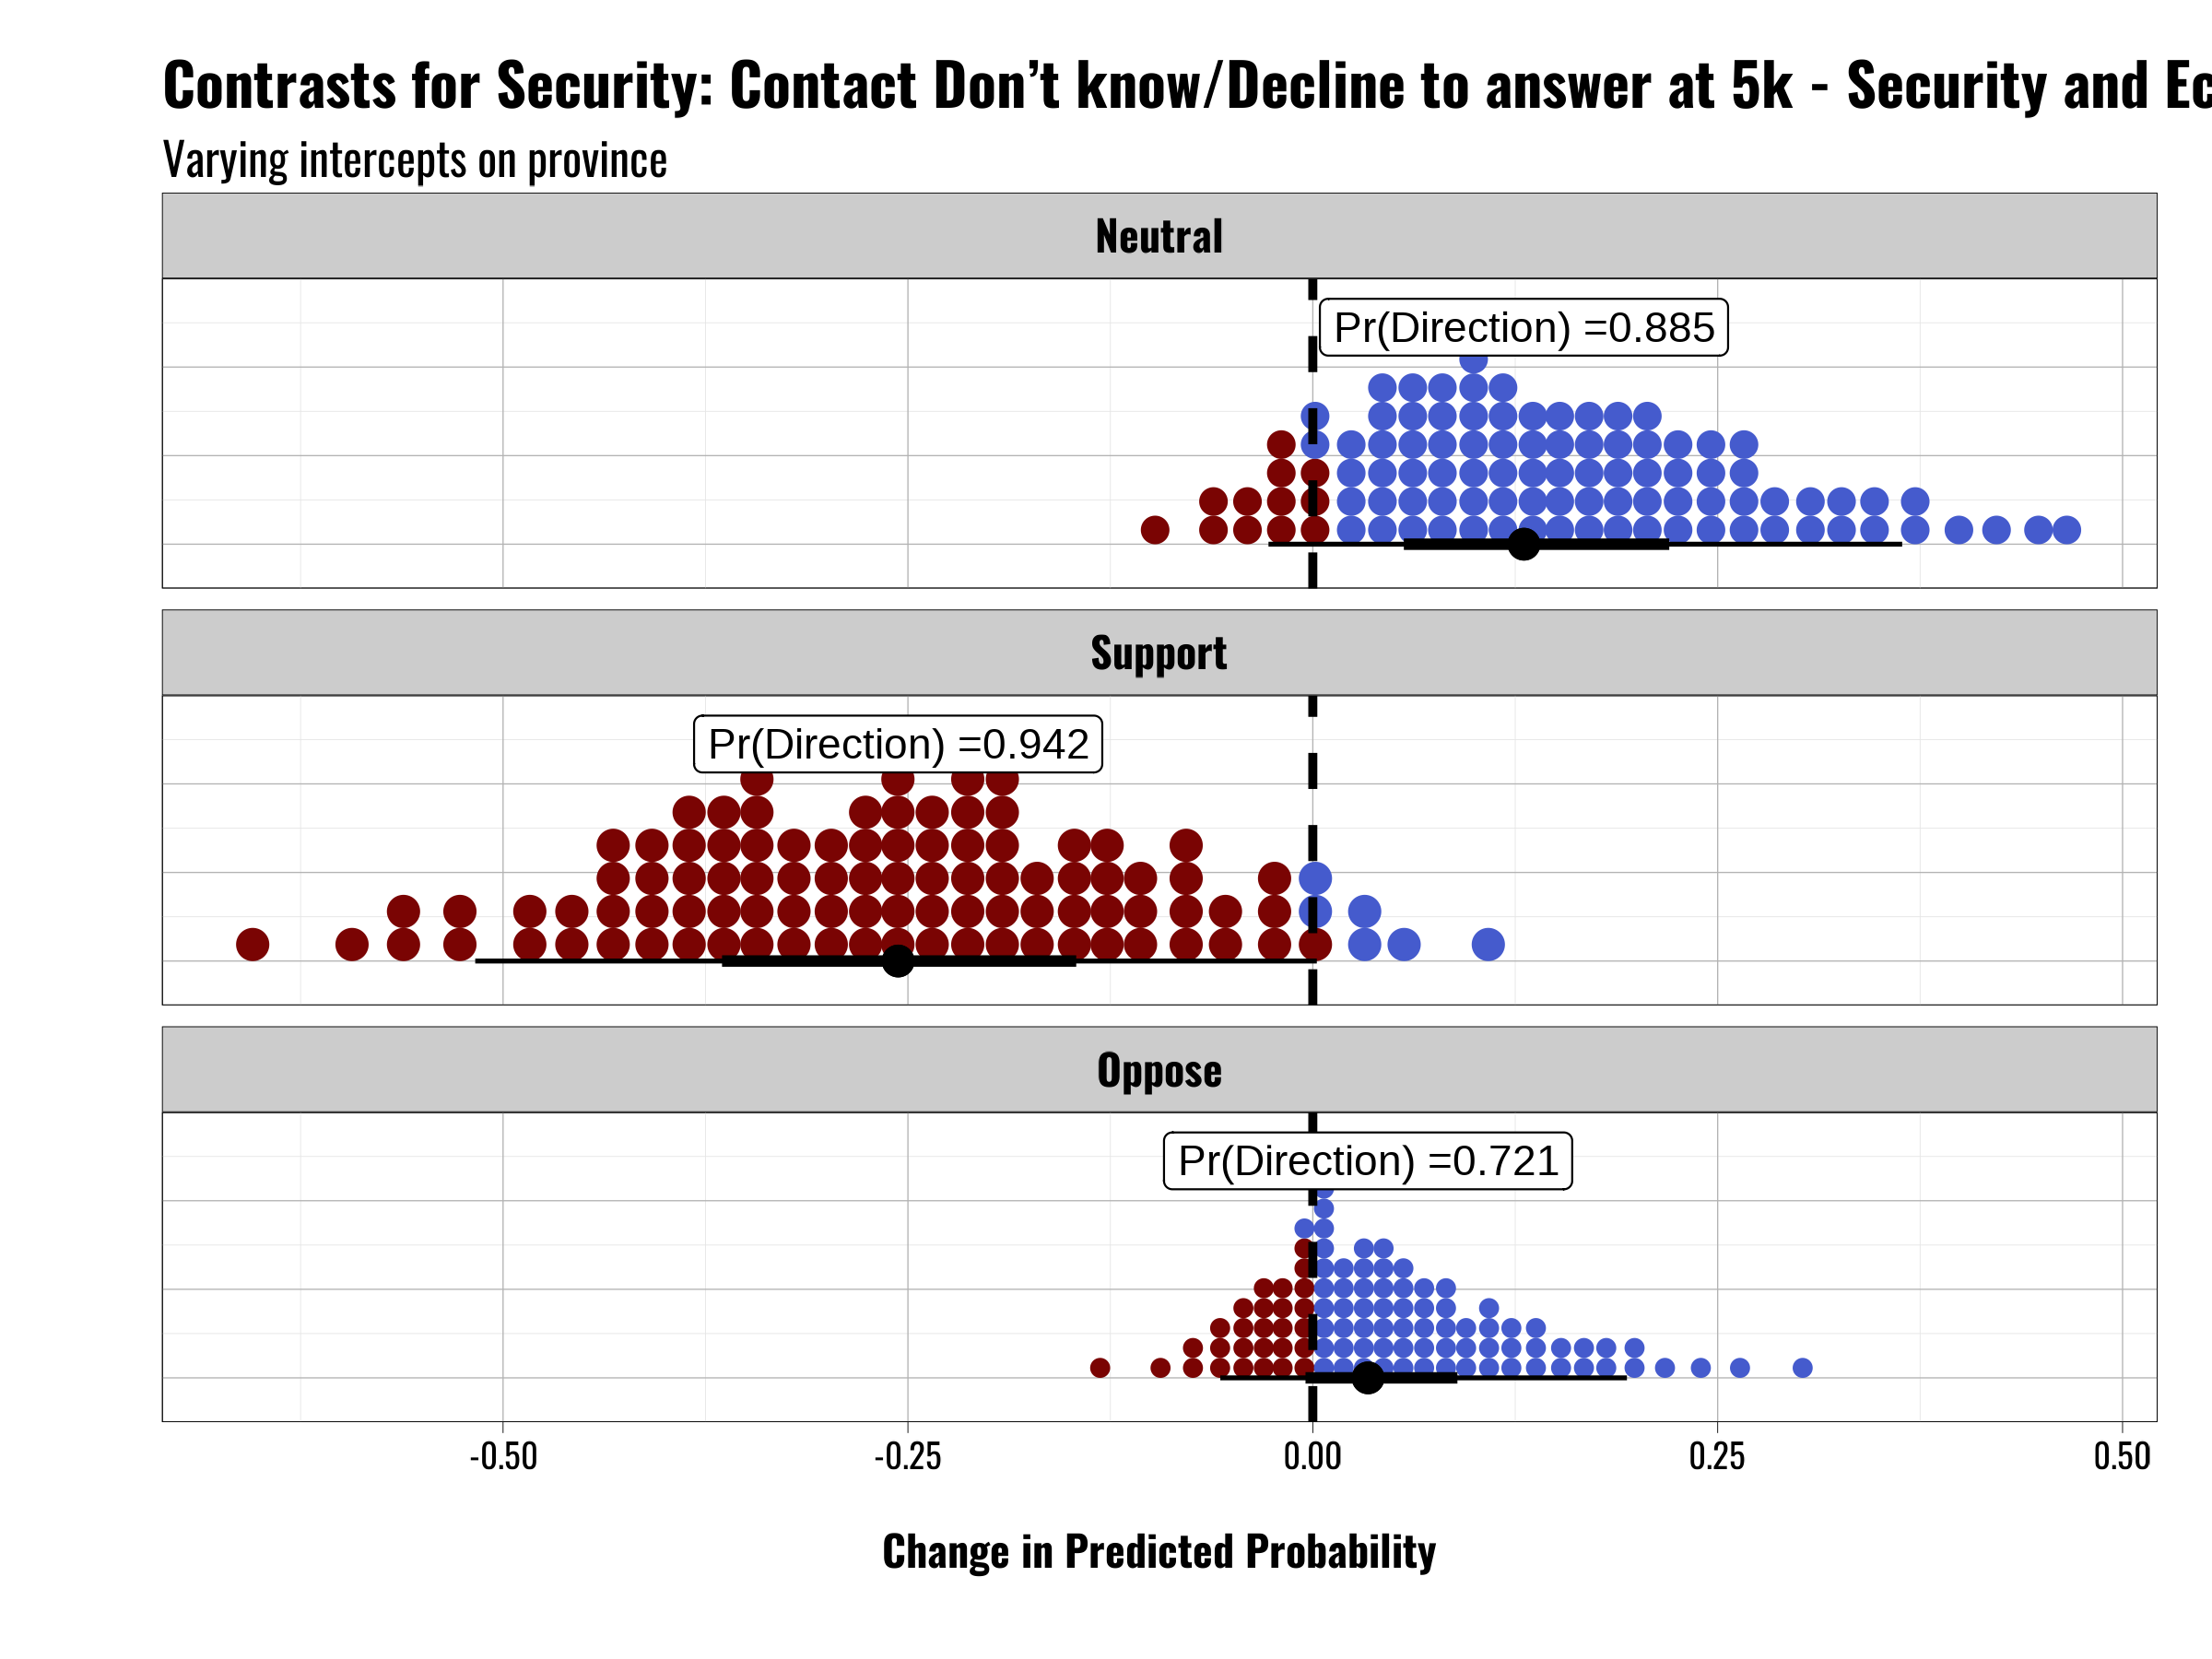 Contrasts for Security: Contact Don’t know/Decline to answer at 5k - Security and
Varying intercepts on province
Neutral
Pr(Direction) =0.885
Support
Pr(Direction) =0.942
Oppose
Pr(Direction) =0.721
-0.50 -0.25 0.00 0.25 0.50
Change in Predicted Probability